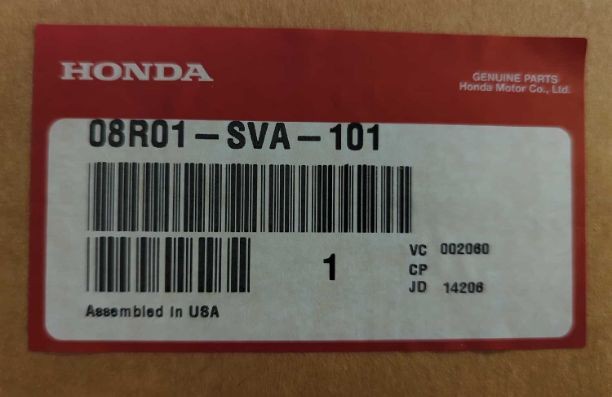 HONDA
GENUINE PARTS
Honda Motor Co., Ltd.
08R01-SVA-101
1
VC 002060
CP
JD 14206
Assembled in USA